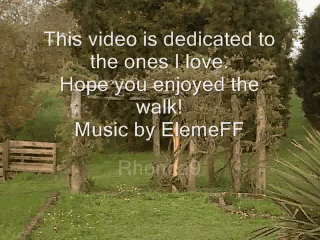 This video is dedicated to
the ones I love.
Hope you enjoyed the
walk!
Music by ElemeFF